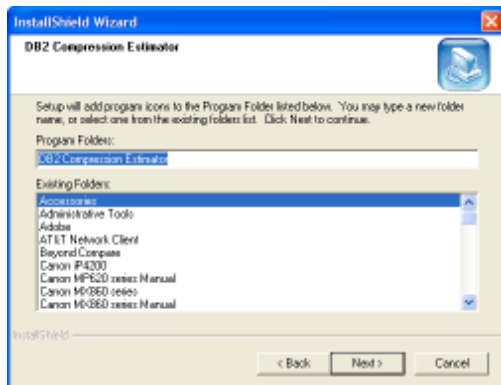 InstallShield Wizard
DB2 Compression Estimator
Setup will add program icons to the Program Folder listed below. You may type a new folder
name, or select one from the existing folders list. Click Next to continue.
Program Folders:
DB2 Compression Estimator
Existing Folders:
Accessories
Administrative Tools
Adobe
AT&T Network Client
Beyond Compare
Canon iP4200
Canon MP620 series Manual
Canon MX860 series
Canon MX860 series Manual
InstallShield
< Back
Next >
Cancel